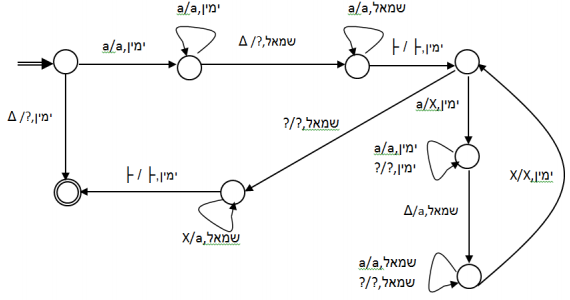 a/a,ימין
a/a,ימין
Δ /?,שמאל
a/a,שמאל
├ / ├,ימין
Δ /?,ימין
?/?,שמאל
a/X,ימין
a/a,ימין
?/?,ימין
X/X,ימין
├ / ├,ימין
X/a,שמאל
Δ/a,שמאל
a/a,שמאל
?/?,שמאל